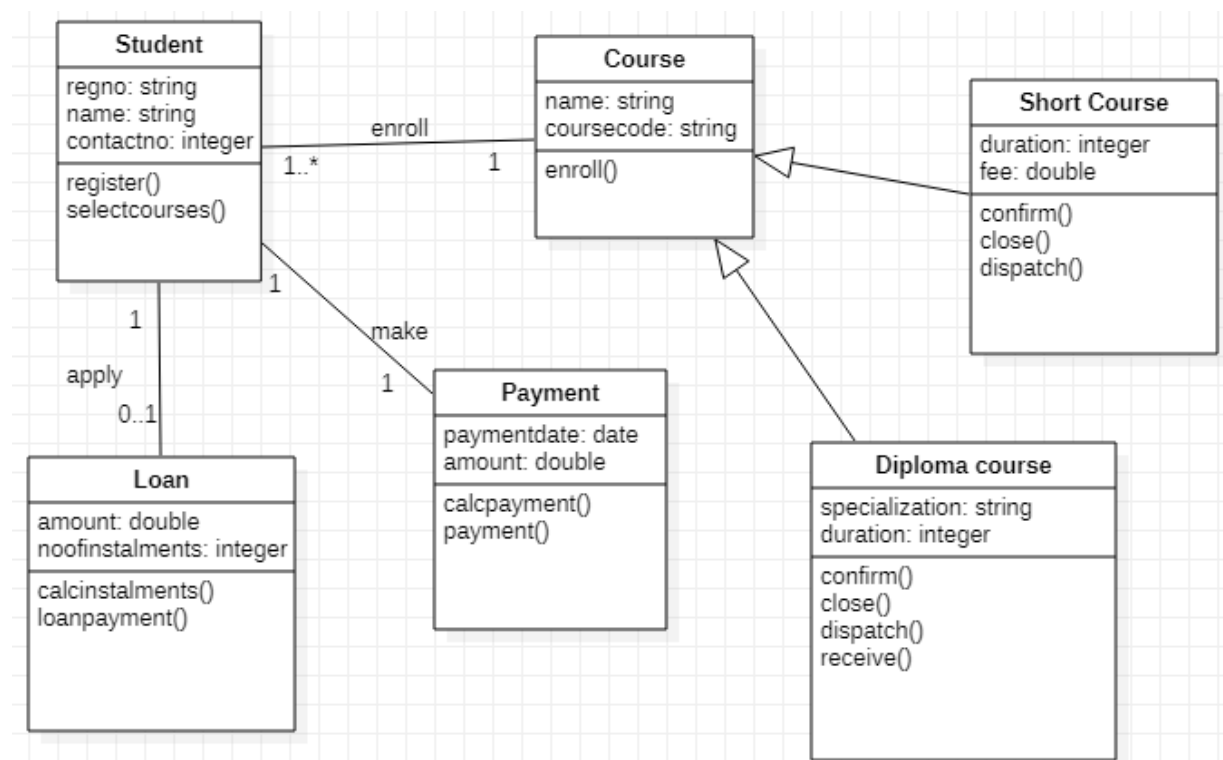 Student
regno: string
name: string
contactno: integer
register()
selectcourses()
enroll
1..*
1
Course
name: string
coursecode: string
enroll()
Short Course
duration: integer
fee: double
confirm()
close()
dispatch()
1
apply
0..1
1
make
1
Loan
amount: double
noofinstalments: integer
calcinstalments()
loanpayment()
Payment
paymentdate: date
amount: double
calcpayment()
payment()
Diploma course
specialization: string
duration: integer
confirm()
close()
dispatch()
receive()